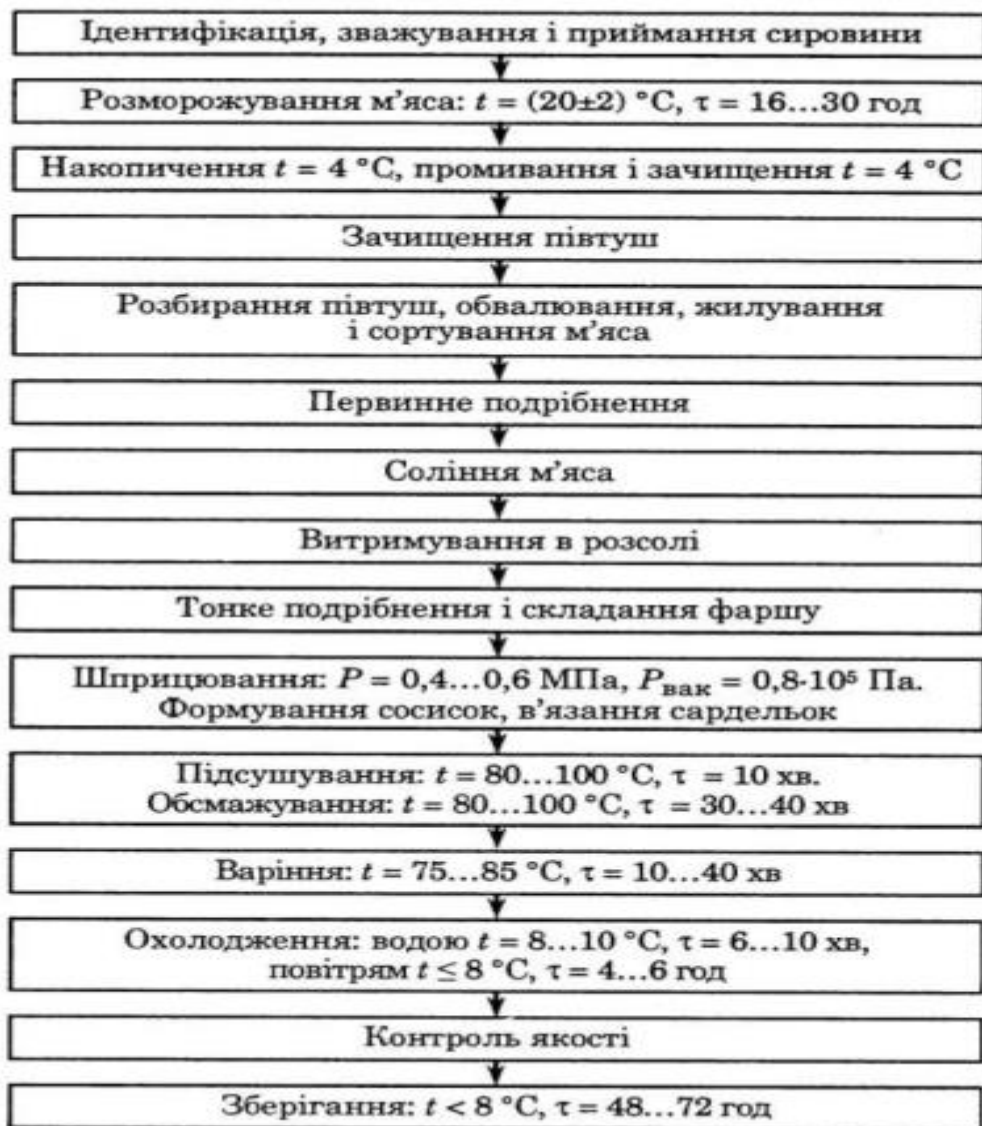 Ідентифікація, зважування і приймання сировини
Розморожування м’яса: t = (20±2) °C, τ = 16...30 год
Накопичення t = 4 °C, промивання і зачищення t = 4 °C
Зачищення півтуш
Розбирання півтуш, обвалювання, жилування
і сортування м’яса
Первинне подрібнення
Соління м’яса
Витримування в розсолі
Тонке подрібнення і складання фаршу
Шприцювання: P = 0,4...0,6 МПа, Pвак = 0,8·10⁵ Па.
Формування сосисок, в’язання сардельок
Підсушування: t = 80...100 °C, τ = 10 хв.
Обсмажування: t = 80...100 °C, τ = 30...40 хв
Варіння: t = 75...85 °C, τ = 10...40 хв
Охолодження: водою t = 8...10 °C, τ = 6...10 хв,
повітрям t ≤ 8 °C, τ = 4...6 год
Контроль якості
Зберігання: t < 8 °C, τ = 48...72 год